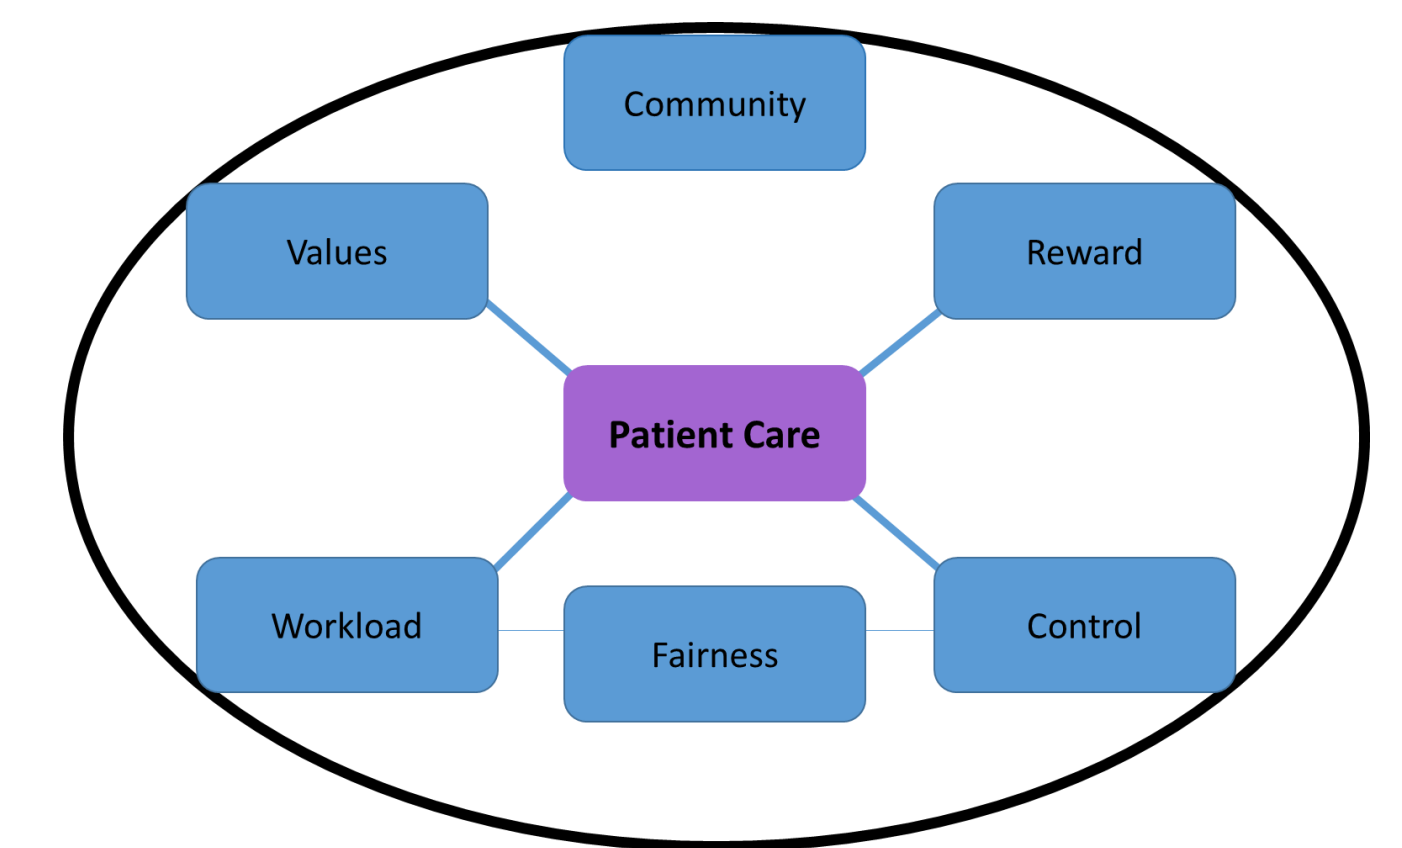 Community
Values
Reward
Patient Care
Workload
Fairness
Control